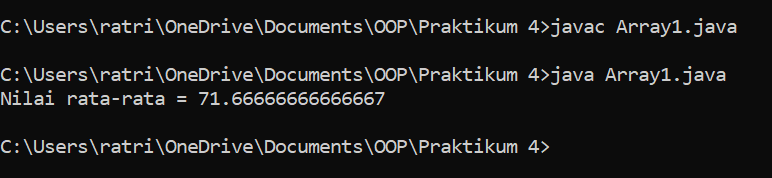 C:\Users\ratri\OneDrive\Documents\OOP\Praktikum 4>javac Array1.java
C:\Users\ratri\OneDrive\Documents\OOP\Praktikum 4>java Array1.java
Nilai rata-rata = 71.66666666666667
C:\Users\ratri\OneDrive\Documents\OOP\Praktikum 4>